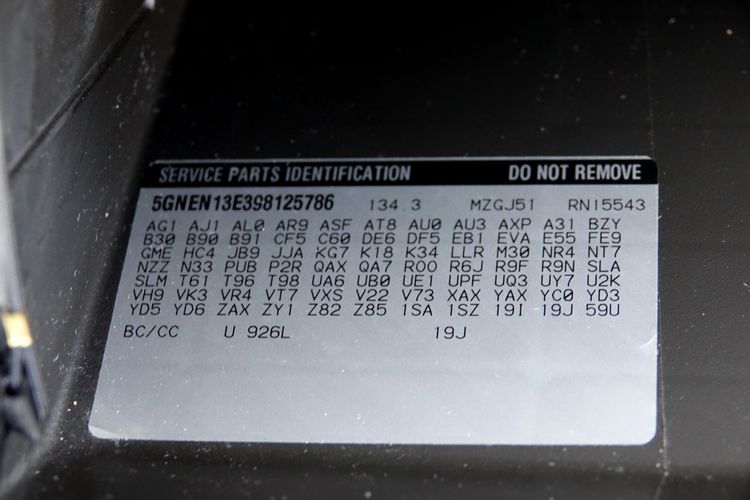 SERVICE PARTS IDENTIFICATION DO NOT REMOVE
5GNEN13E398125786 134.3 MZGJ51 RN15543
AG1 AJ1 AL0 AR9 ASF AT8 AU0 AU3 AXP A31 BZY
B30 B90 B91 CF5 C60 DE6 DF5 EB1 EVA E55 FE9
GME HC4 JB9 JJA KG7 K18 K34 LLR M30 NR4 NT7
NZZ N33 PUB P2R QAX QA7 R00 R6J R9F R9N SLA
SLM T61 T96 T98 UA6 UB0 UE1 UPF UQ3 UY7 U2K
VH9 VK3 VR4 VT7 VXS V22 V73 XAX YAX YC0 YD3
YD5 YD6 ZAX ZY1 Z82 Z85 1SA 1SZ 19I 19J 59U
BC/CC U 926L 19J